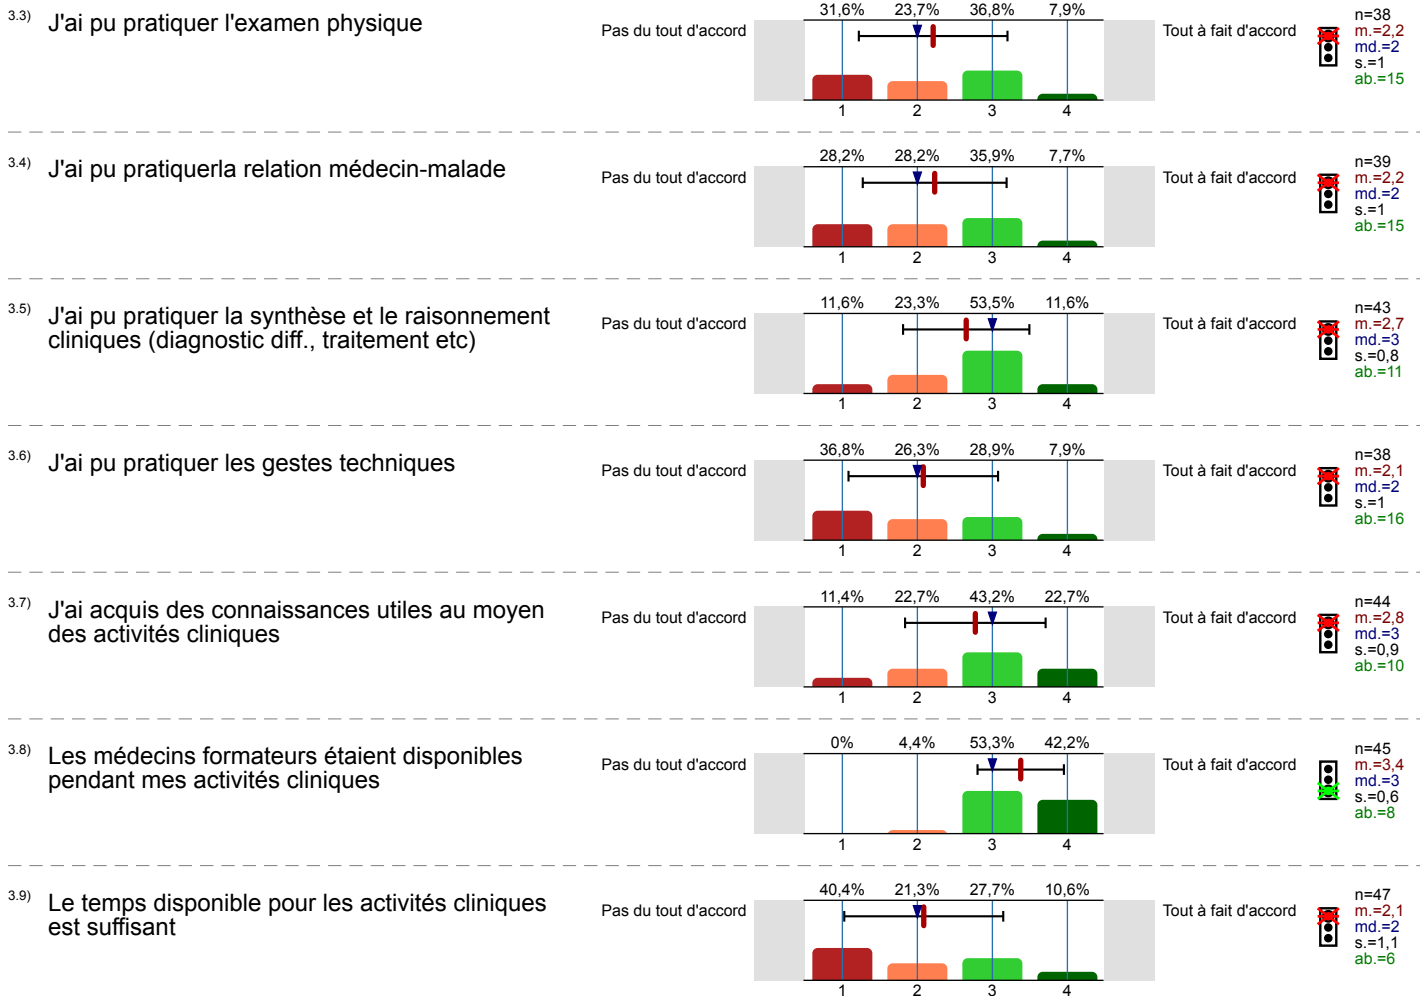 3.3) J'ai pu pratiquer l'examen physique
Pas du tout d'accord
31,6% 23,7% 36,8% 7,9%
1 2 3 4
Tout à fait d'accord
n=38
m.=2,2
md.=2
s.=1
ab.=15
3.4) J'ai pu pratiquerla relation médecin-malade
Pas du tout d'accord
28,2% 28,2% 35,9% 7,7%
1 2 3 4
Tout à fait d'accord
n=39
m.=2,2
md.=2
s.=1
ab.=15
3.5) J'ai pu pratiquer la synthèse et le raisonnement
cliniques (diagnostic diff., traitement etc)
Pas du tout d'accord
11,6% 23,3% 53,5% 11,6%
1 2 3 4
Tout à fait d'accord
n=43
m.=2,7
md.=3
s.=0,8
ab.=11
3.6) J'ai pu pratiquer les gestes techniques
Pas du tout d'accord
36,8% 26,3% 28,9% 7,9%
1 2 3 4
Tout à fait d'accord
n=38
m.=2,1
md.=2
s.=1
ab.=16
3.7) J'ai acquis des connaissances utiles au moyen
des activités cliniques
Pas du tout d'accord
11,4% 22,7% 43,2% 22,7%
1 2 3 4
Tout à fait d'accord
n=44
m.=2,8
md.=3
s.=0,9
ab.=10
3.8) Les médecins formateurs étaient disponibles
pendant mes activités cliniques
Pas du tout d'accord
0% 4,4% 53,3% 42,2%
1 2 3 4
Tout à fait d'accord
n=45
m.=3,4
md.=3
s.=0,6
ab.=8
3.9) Le temps disponible pour les activités cliniques
est suffisant
Pas du tout d'accord
40,4% 21,3% 27,7% 10,6%
1 2 3 4
Tout à fait d'accord
n=47
m.=2,1
md.=2
s.=1,1
ab.=6